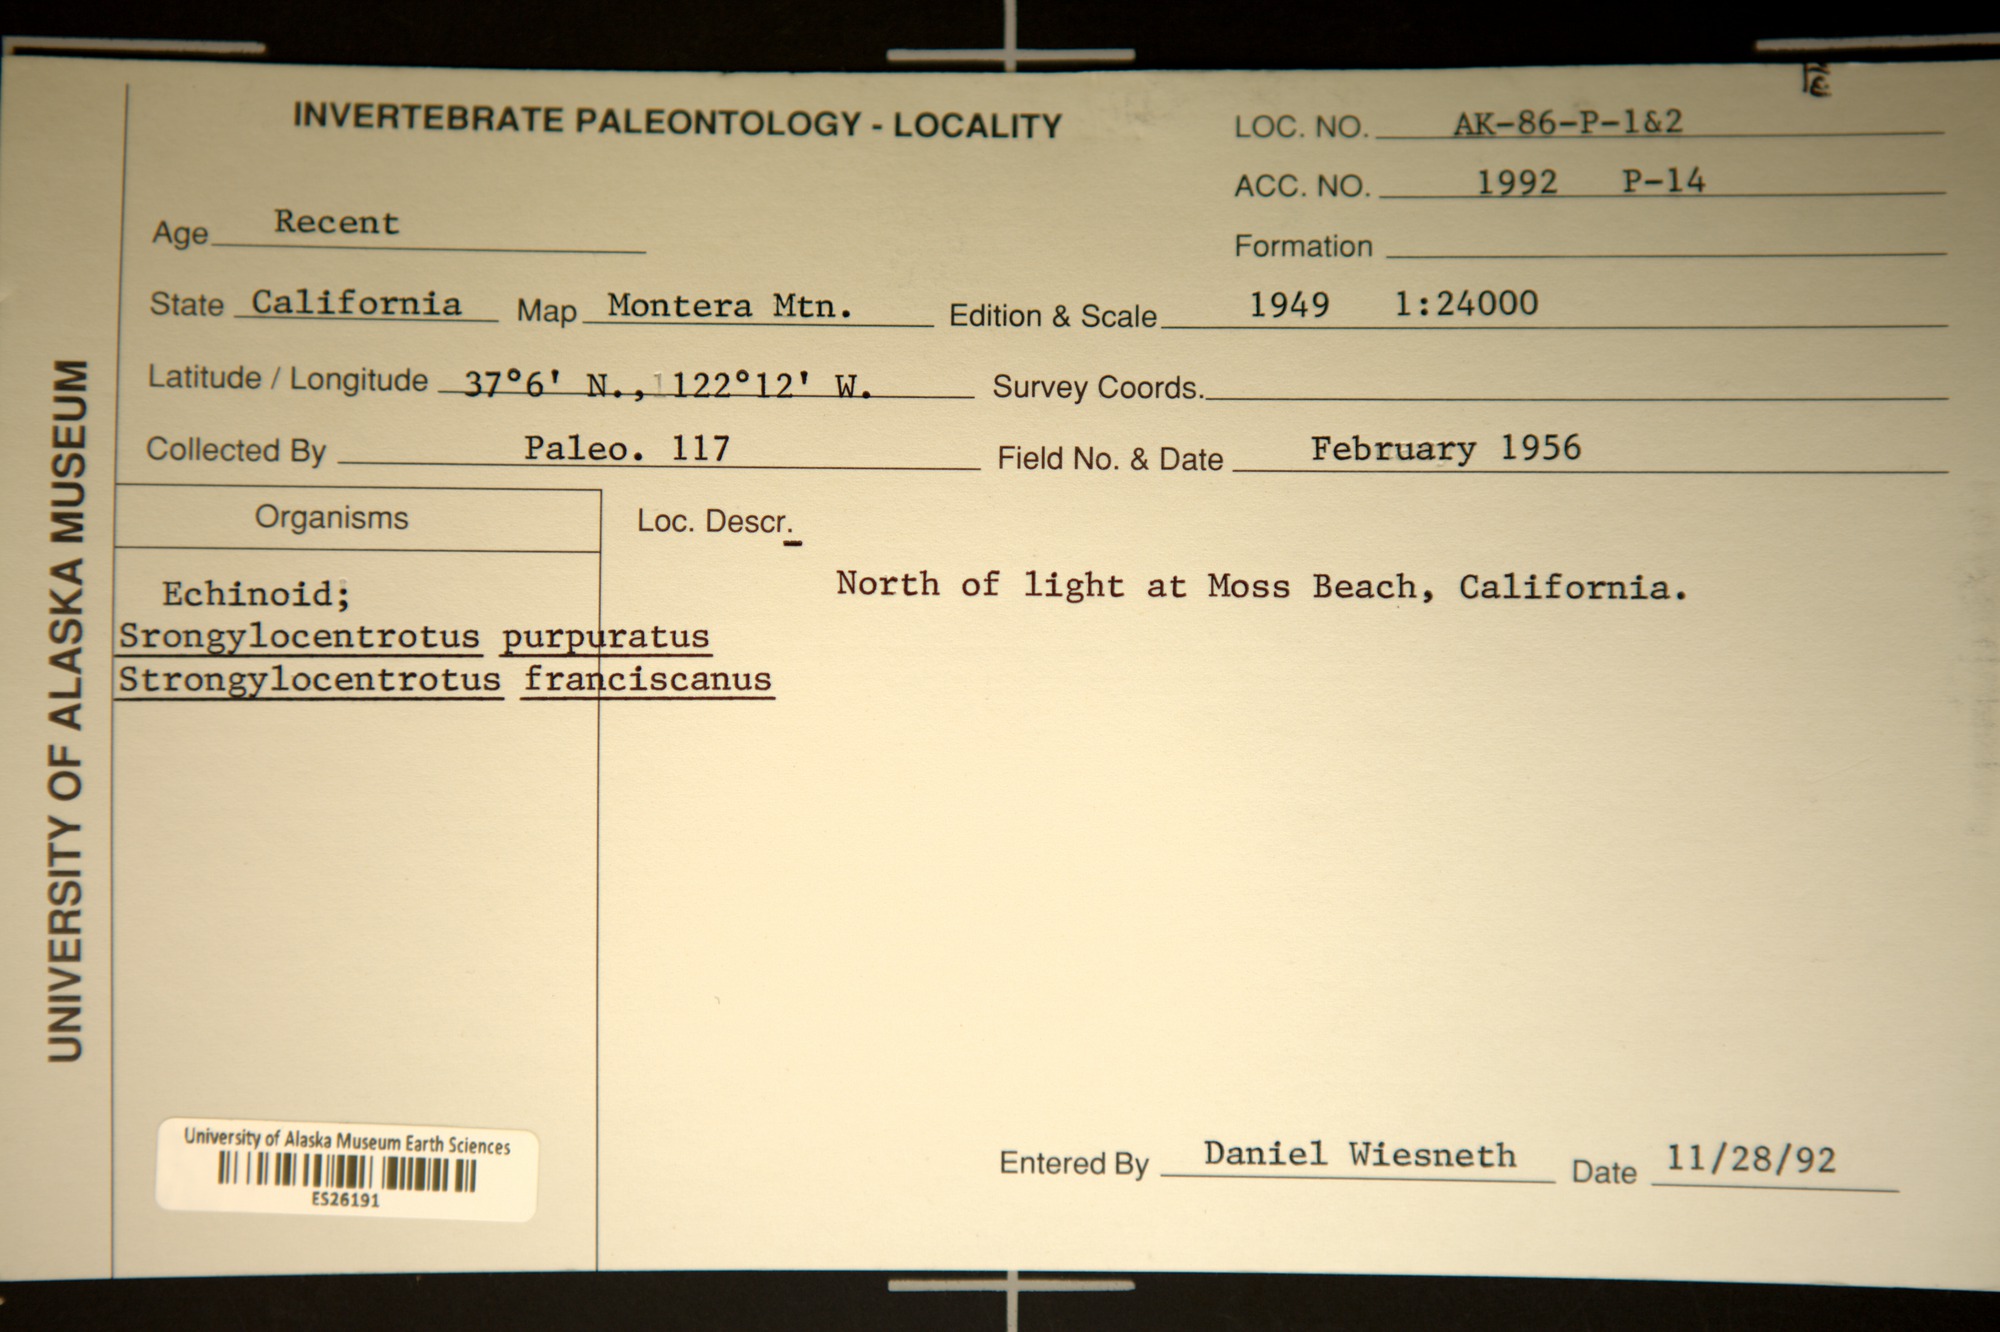 INVERTEBRATE PALEONTOLOGY - LOCALITY
LOC. NO. AK-86-P-1&2
ACC. NO. 1992 P-14
Age Recent
Formation
State California Map Montera Mtn. Edition & Scale 1949 1:24000
Latitude / Longitude 37°6' N., 122°12' W. Survey Coords.
Collected By Paleo. 117 Field No. & Date February 1956
Organisms
Loc. Descr.
North of light at Moss Beach, California.
Echinoid;
Srongylocentrotus purpuratus
Strongylocentrotus franciscanus
UNIVERSITY OF ALASKA MUSEUM
University of Alaska Museum Earth Sciences
ES26191
Entered By Daniel Wiesneth Date 11/28/92